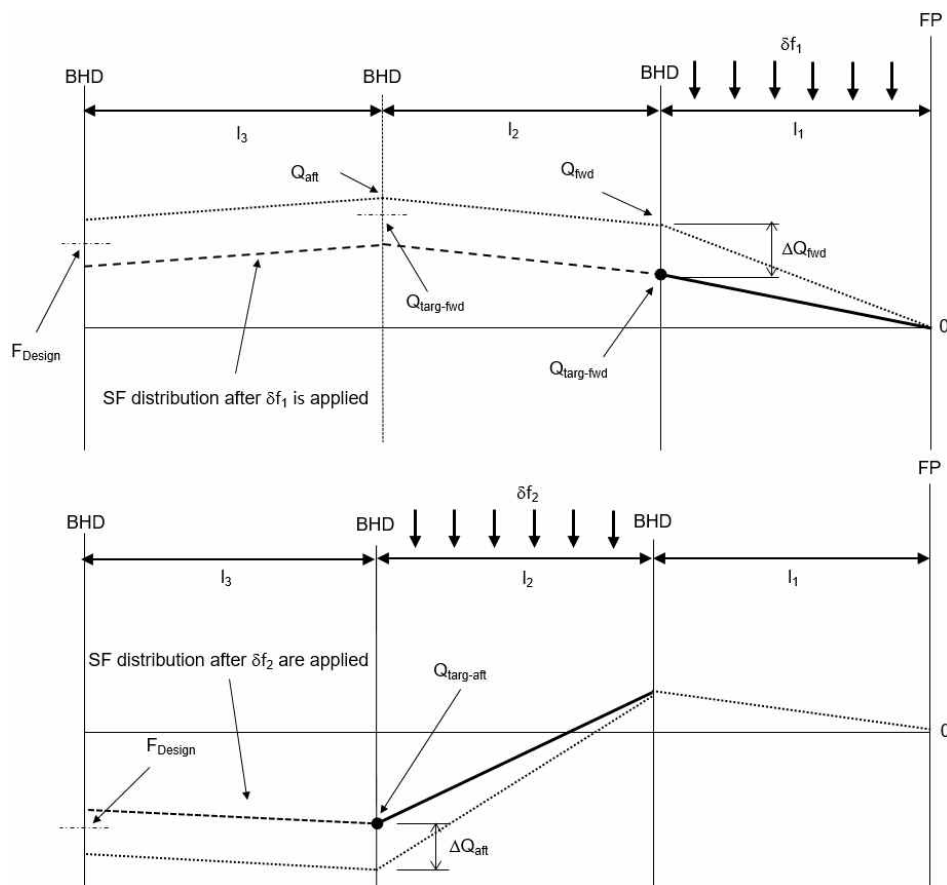 FP
δf1
BHD BHD BHD
l3 l2 l1
Qaft Qfwd
ΔQfwd
Qtarg-fwd
0
FDesign
Qtarg-fwd
SF distribution after δf1 is applied
FP
δf2
BHD BHD BHD
l3 l2 l1
SF distribution after δf2 are applied
Qtarg-aft
0
FDesign
ΔQaft